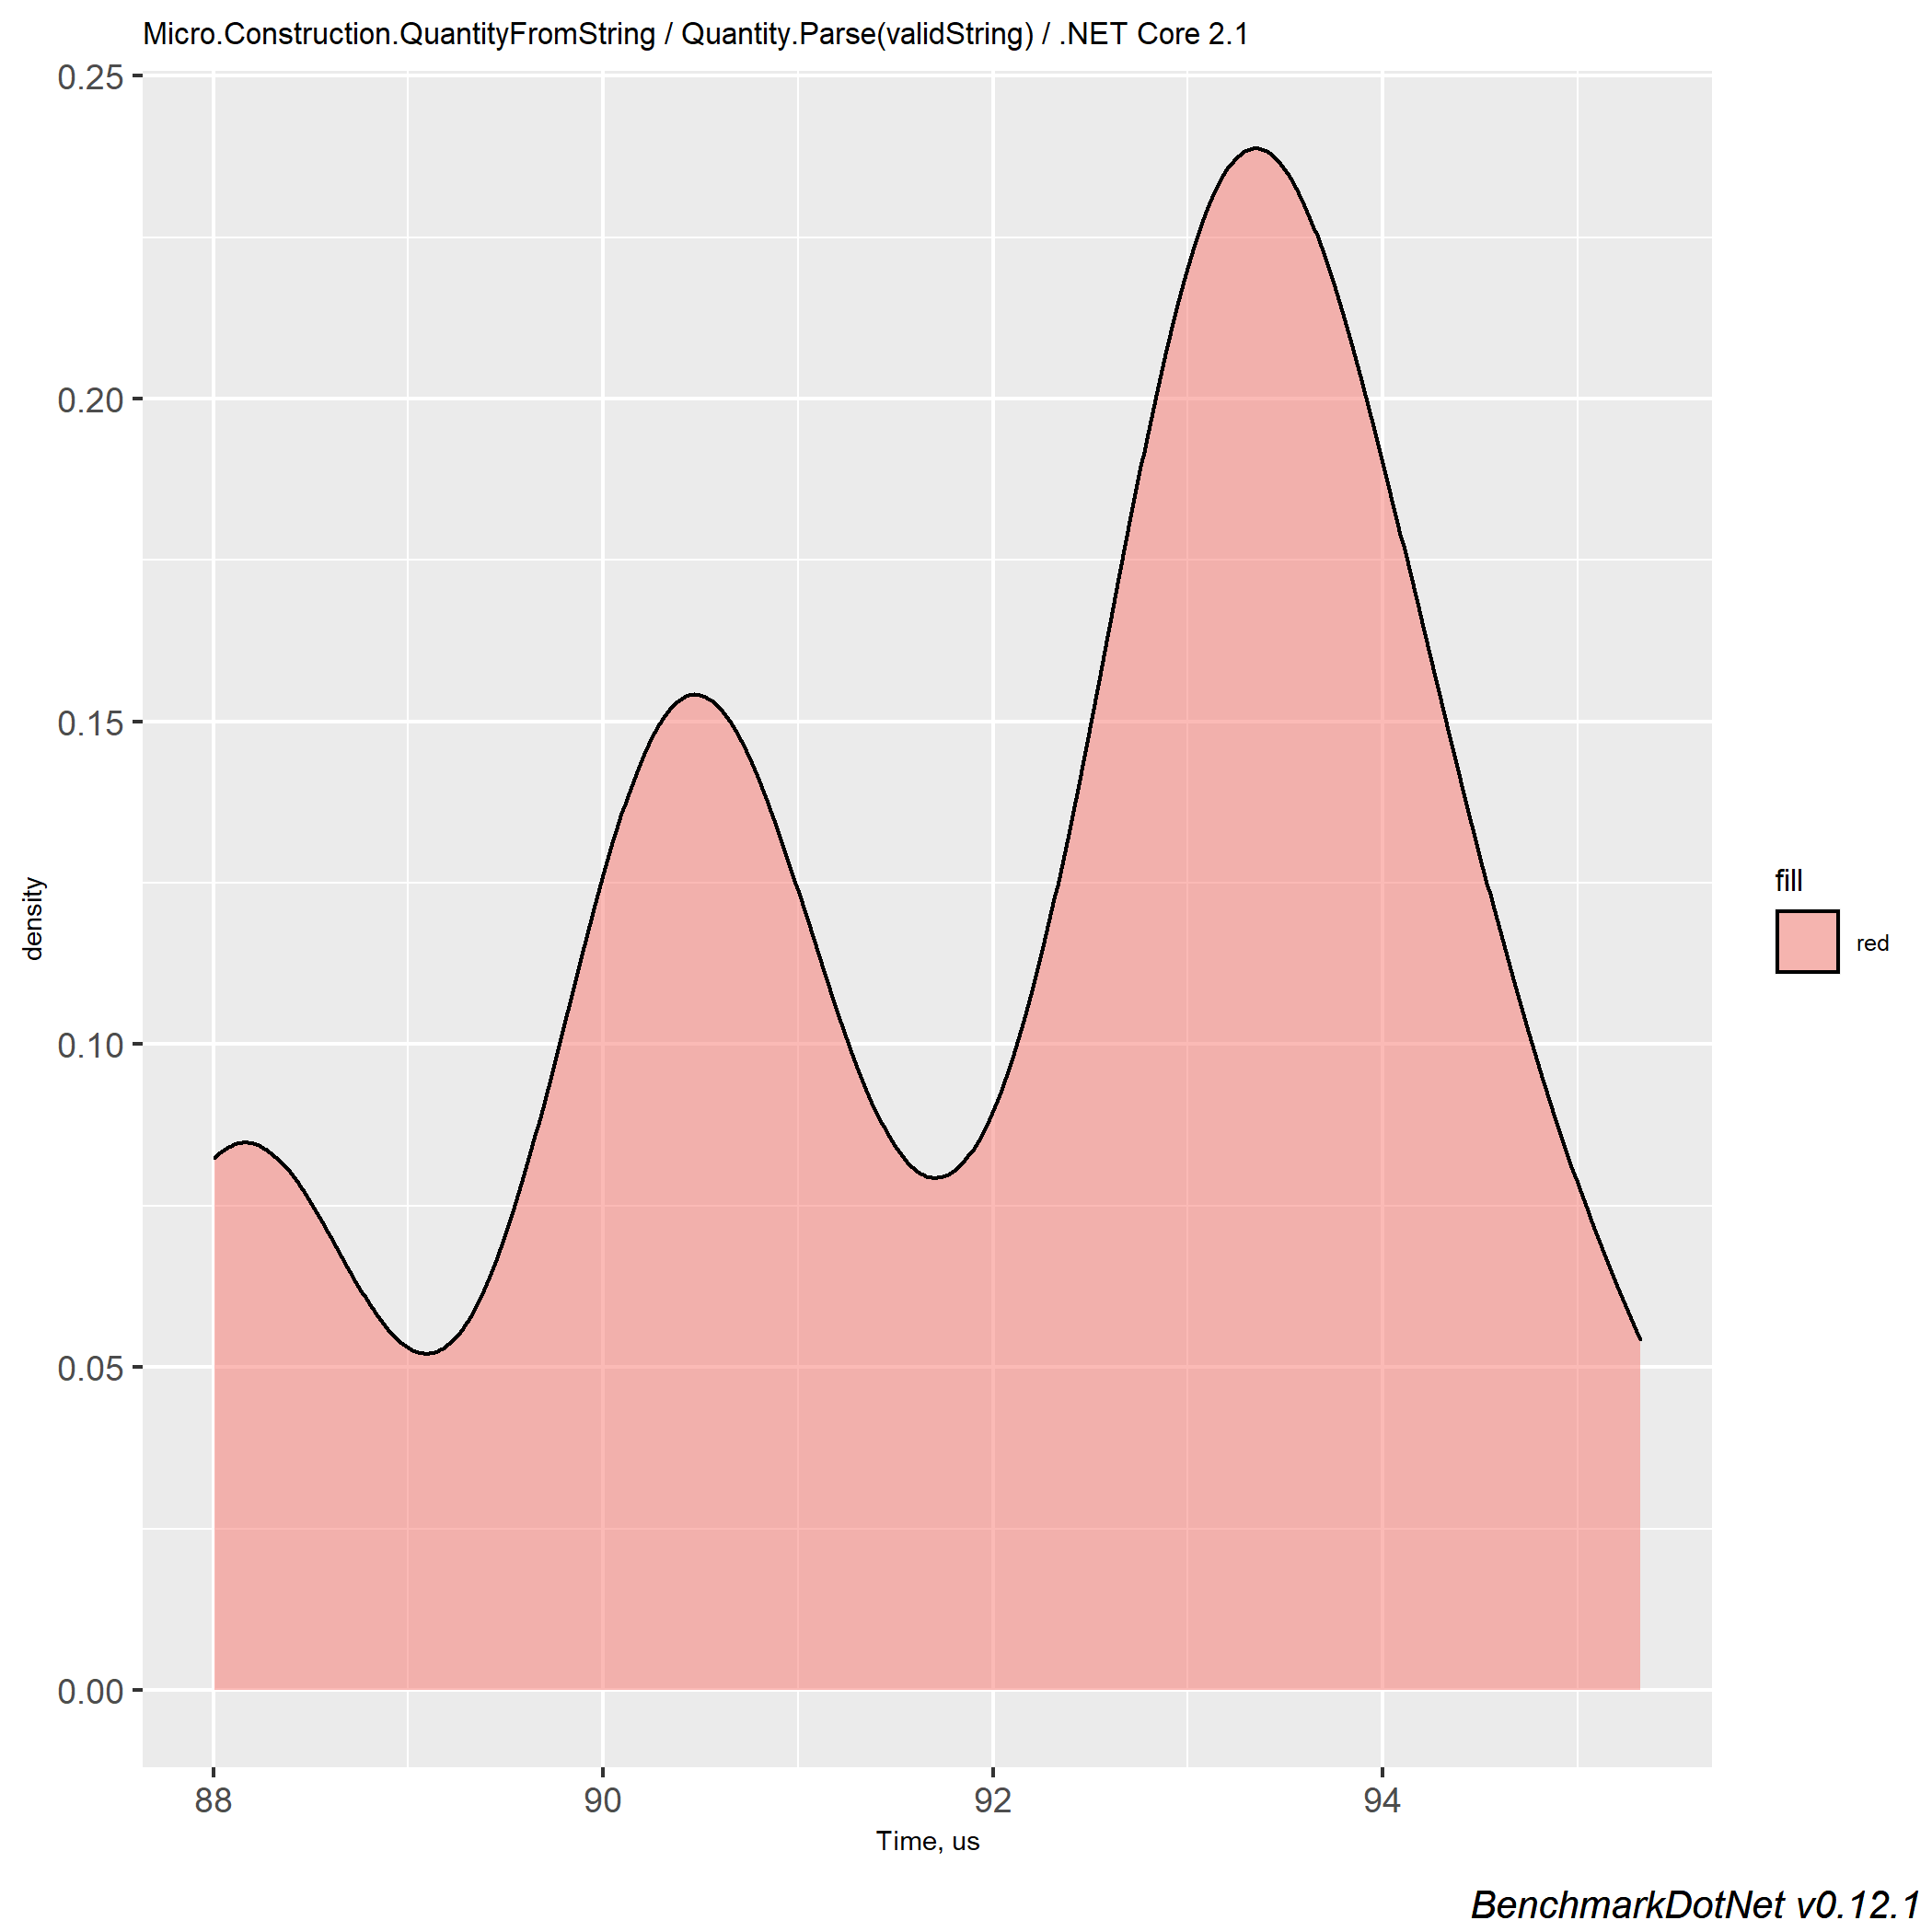 Micro.Construction.QuantityFromString / Quantity.Parse(validString) / .NET Core 2.1
0.25
0.20
0.15
0.10
0.05
0.00
density
88 90 92 94
Time, us
fill
red
BenchmarkDotNet v0.12.1